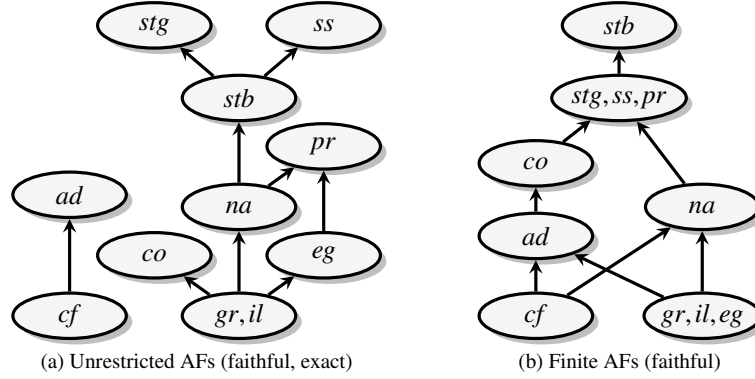 stg
ss
stb
pr
ad
na
co
eg
cf
gr, il
(a) Unrestricted AFs (faithful, exact)
stb
stg, ss, pr
co
na
ad
cf
gr, il, eg
(b) Finite AFs (faithful)